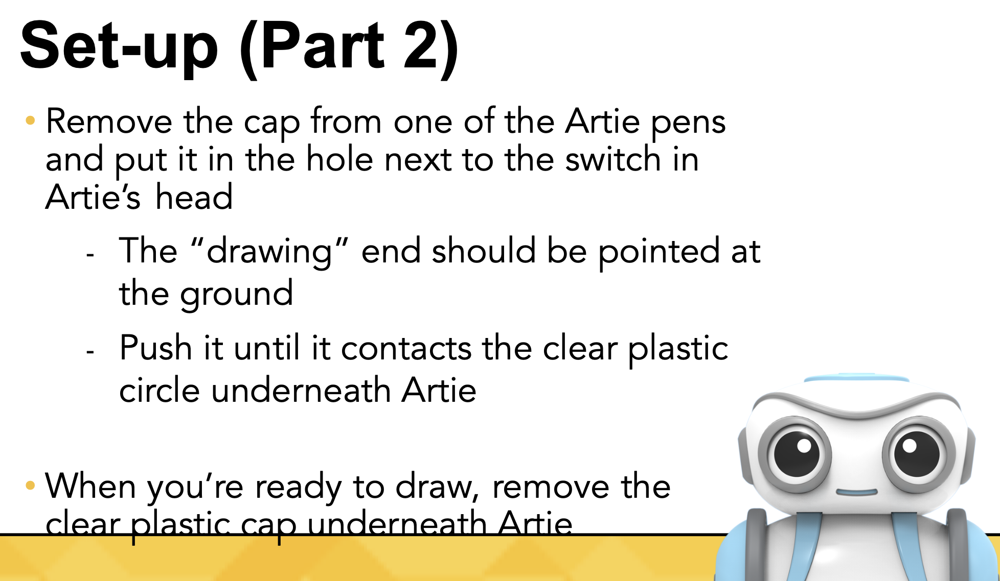 Set-up (Part 2)
• Remove the cap from one of the Artie pens
and put it in the hole next to the switch in
Artie’s head
- The “drawing” end should be pointed at
the ground
- Push it until it contacts the clear plastic
circle underneath Artie
• When you’re ready to draw, remove the
clear plastic cap underneath Artie